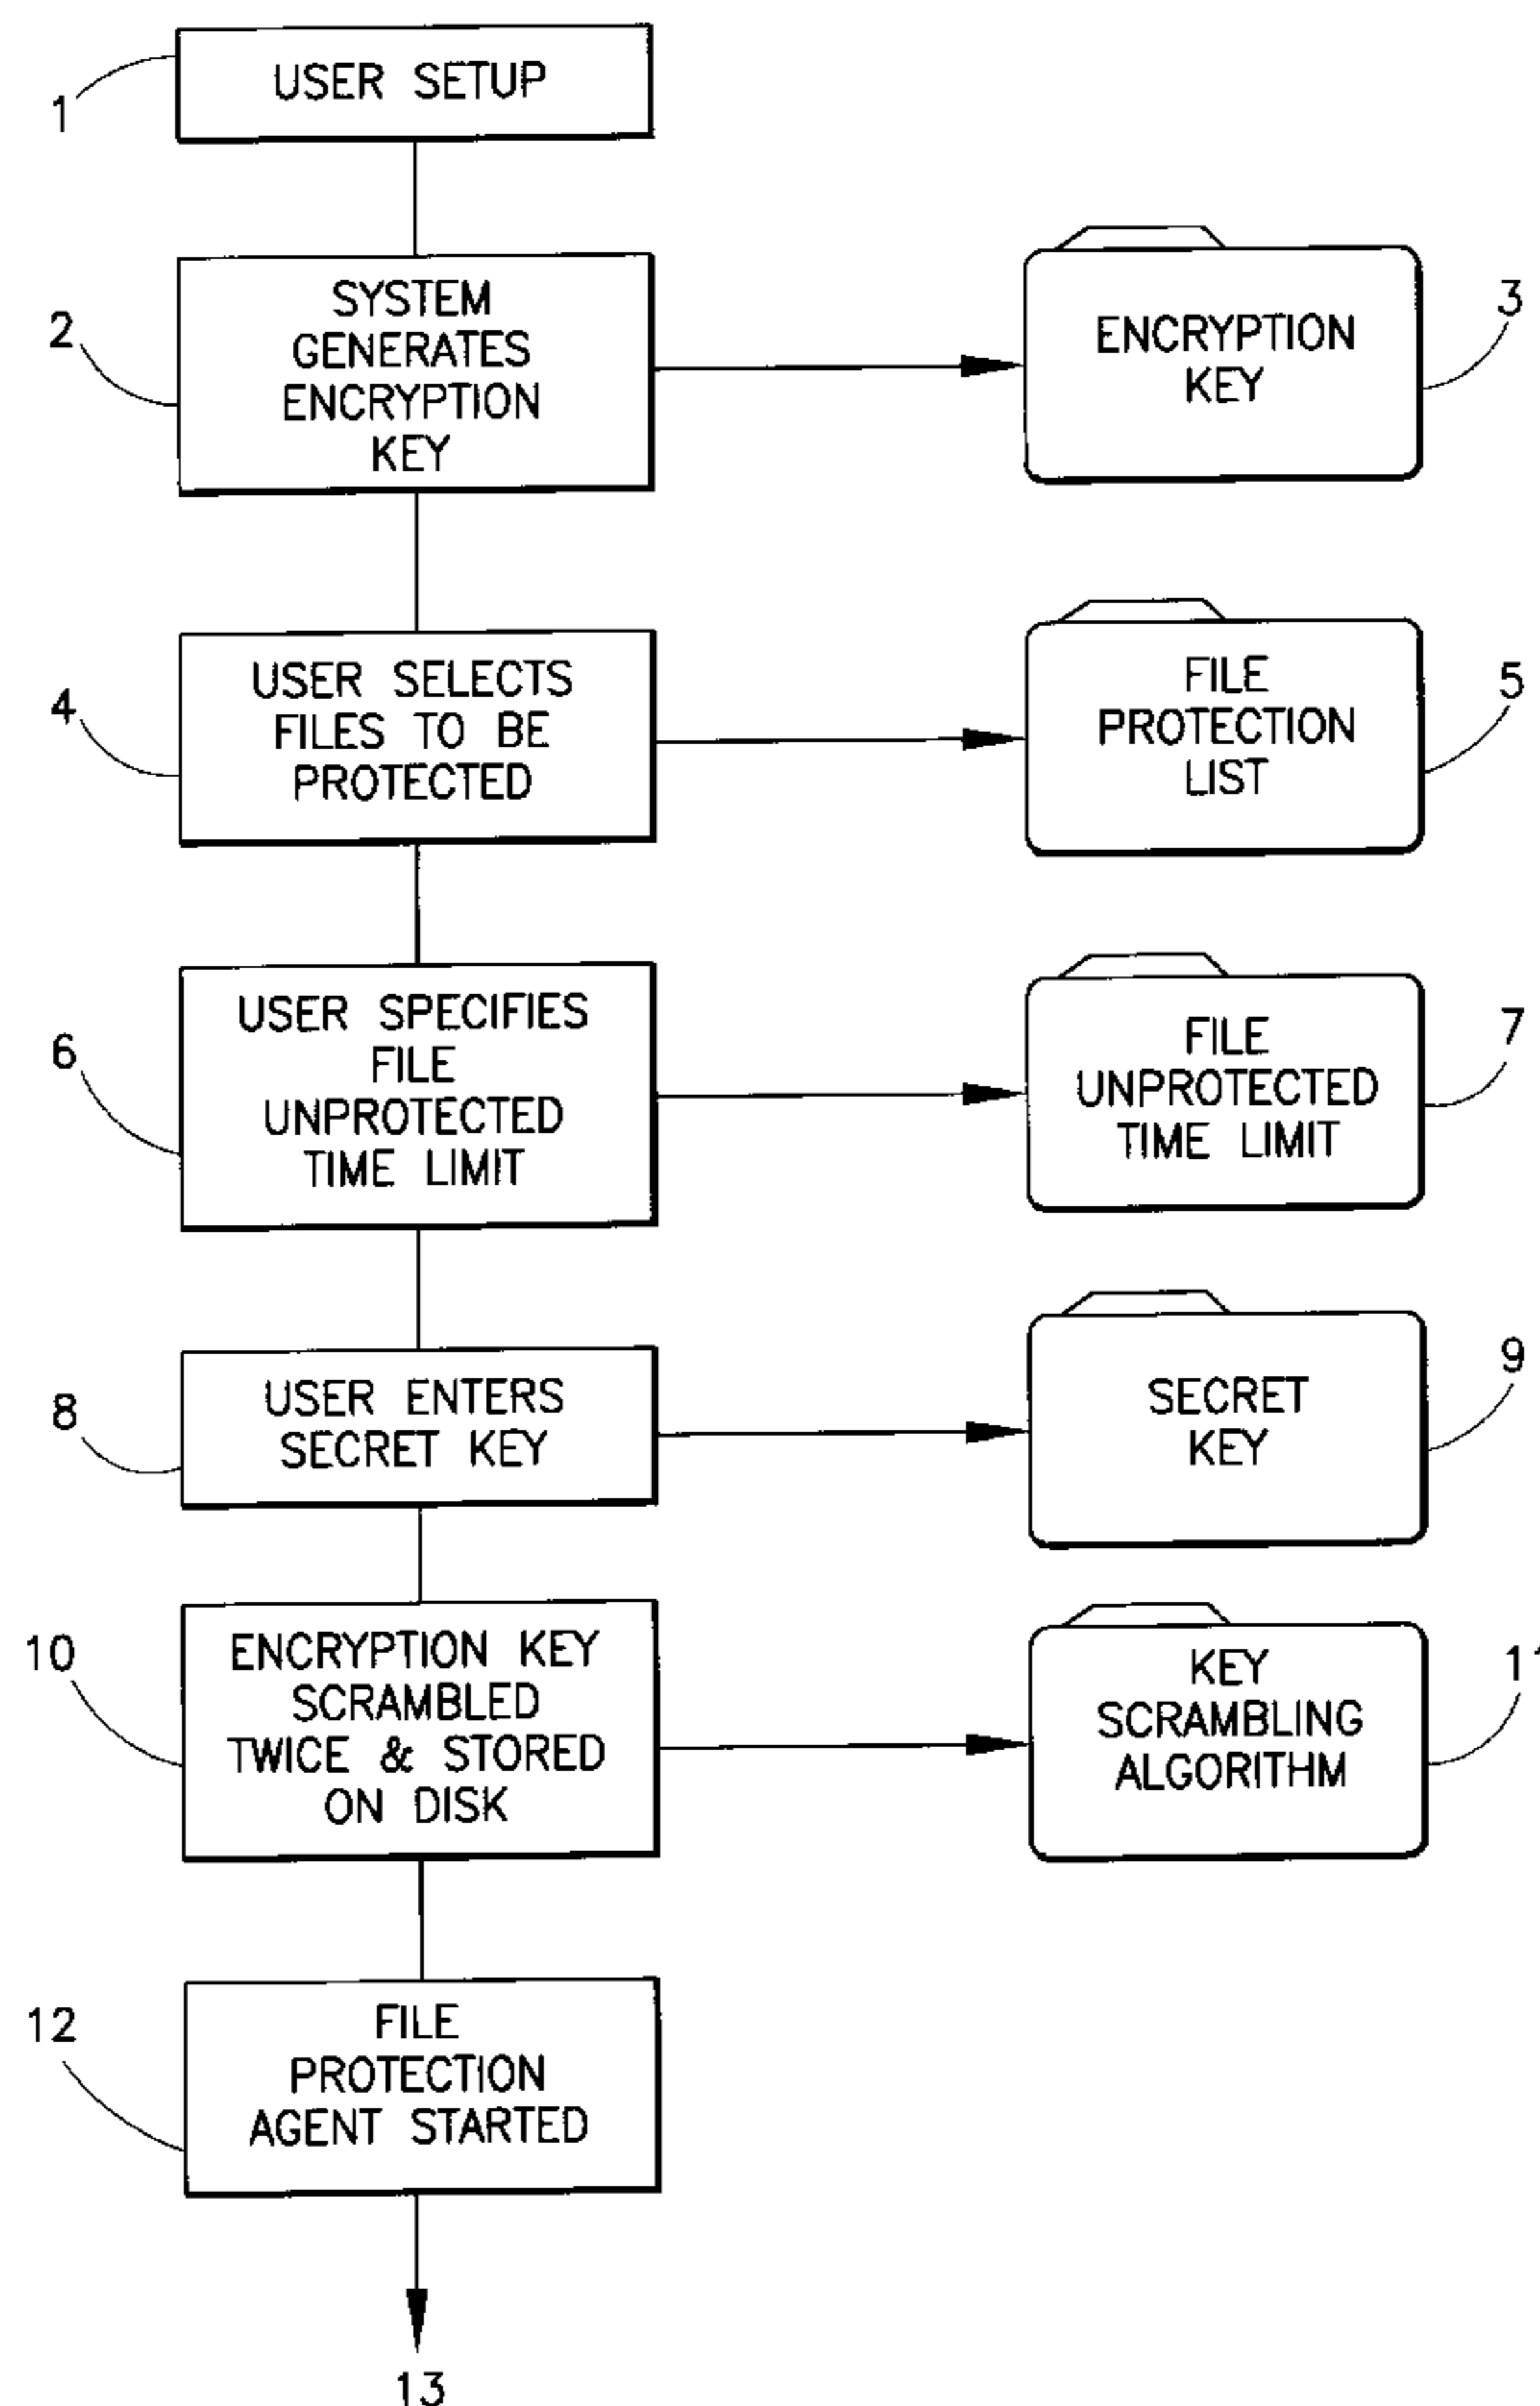 1
USER SETUP
2
SYSTEM
GENERATES
ENCRYPTION
KEY
ENCRYPTION
KEY
3
4
USER SELECTS
FILES TO BE
PROTECTED
FILE
PROTECTION
LIST
5
6
USER SPECIFIES
FILE
UNPROTECTED
TIME LIMIT
FILE
UNPROTECTED
TIME LIMIT
7
8
USER ENTERS
SECRET KEY
SECRET
KEY
9
10
ENCRYPTION KEY
SCRAMBLED
TWICE & STORED
ON DISK
KEY
SCRAMBLING
ALGORITHM
11
12
FILE
PROTECTION
AGENT STARTED
13